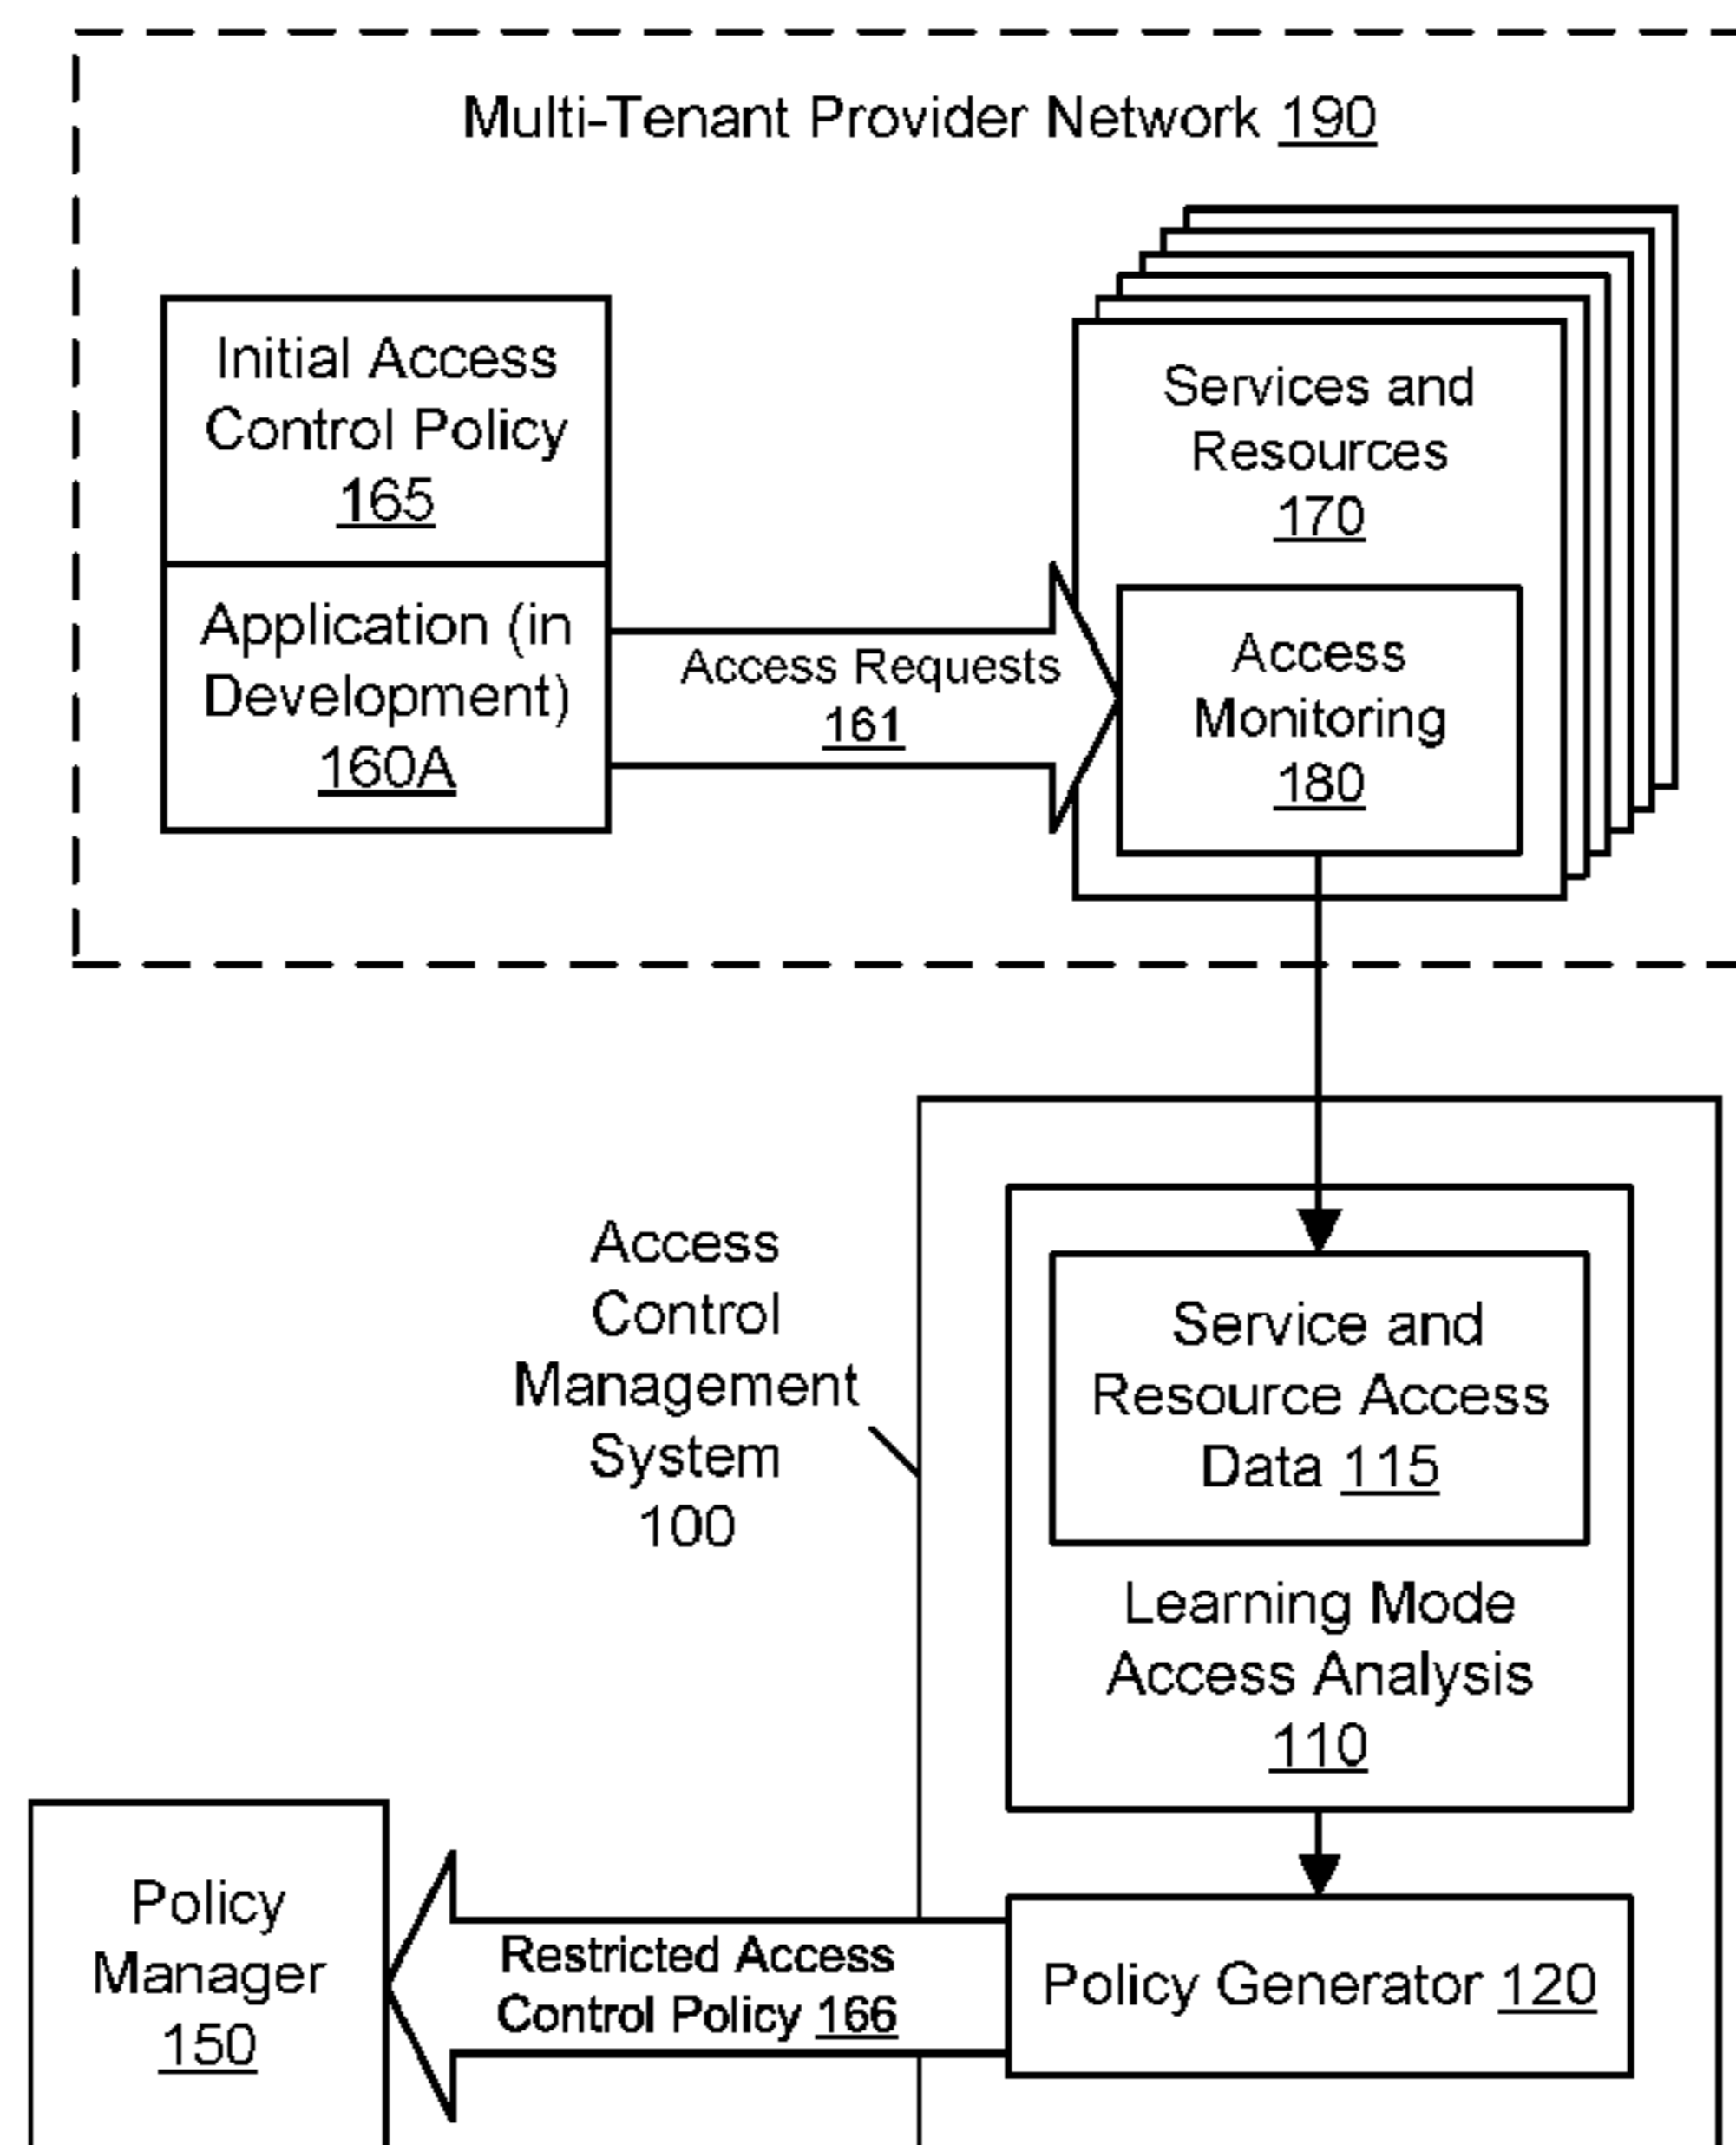 Multi-Tenant Provider Network 190
Initial Access
Control Policy
165
Application (in
Development)
160A
Access Requests
161
Services and
Resources
170
Access
Monitoring
180
Access
Control
Management
System
100
Service and
Resource Access
Data 115
Learning Mode
Access Analysis
110
Policy
Manager
150
Restricted Access
Control Policy 166
Policy Generator 120